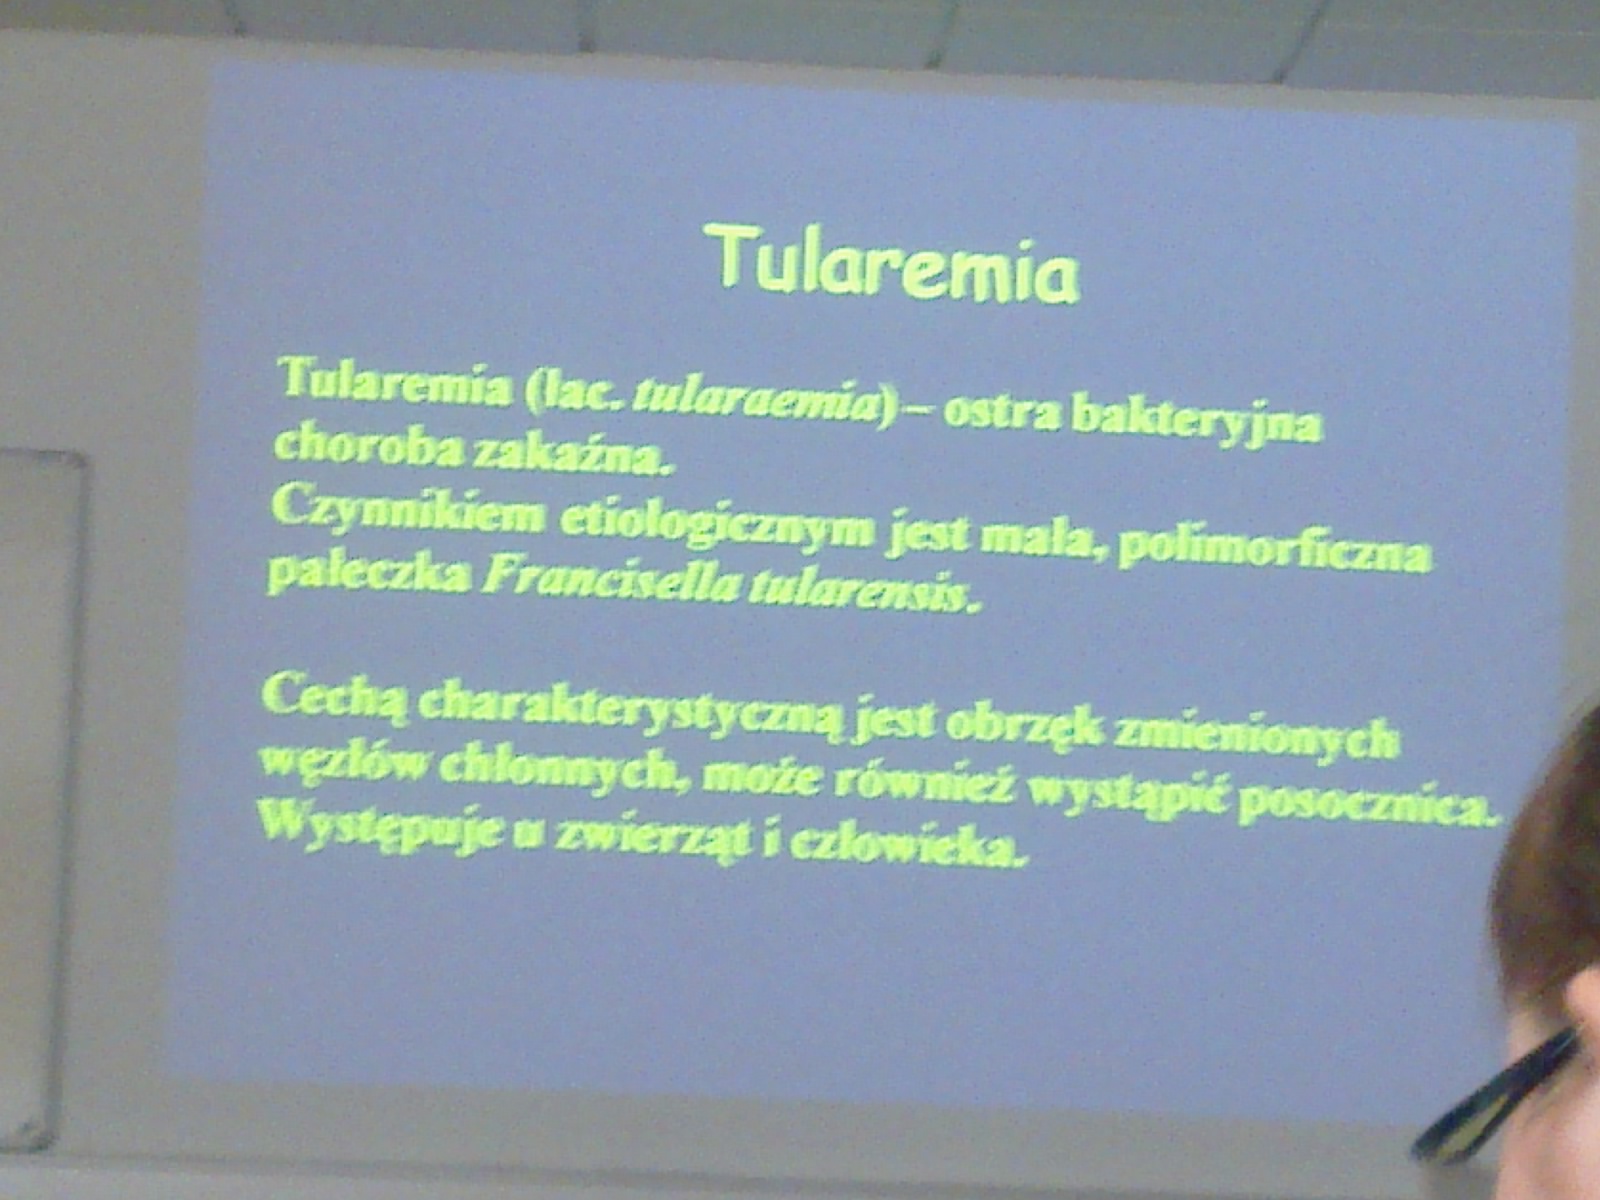 Tularemia
Tularemia (łac. tularaemia) – ostra bakteryjna
choroba zakaźna.
Czynnikiem etiologicznym jest mała, polimorficzna
pałeczka Francisella tularensis.
Cechą charakterystyczną jest obrzęk zmienionych
węzłów chłonnych, może również wystąpić posocznica.
Występuje u zwierząt i człowieka.